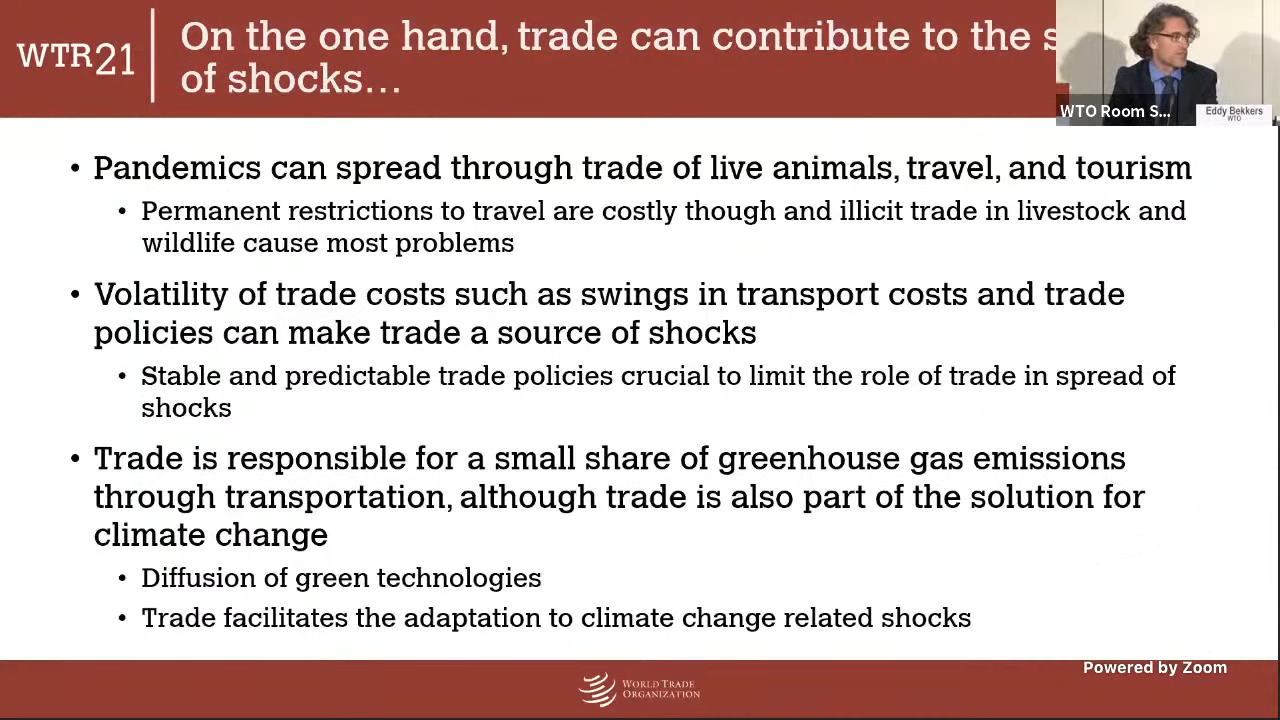 WTR21
On the one hand, trade can contribute to the
of shocks...
WTO Room S...
Eddy Bekkers
WTO
• Pandemics can spread through trade of live animals, travel, and tourism
• Permanent restrictions to travel are costly though and illicit trade in livestock and
wildlife cause most problems
• Volatility of trade costs such as swings in transport costs and trade
policies can make trade a source of shocks
• Stable and predictable trade policies crucial to limit the role of trade in spread of
shocks
• Trade is responsible for a small share of greenhouse gas emissions
through transportation, although trade is also part of the solution for
climate change
• Diffusion of green technologies
• Trade facilitates the adaptation to climate change related shocks
Powered by Zoom
WORLD TRADE
ORGANIZATION